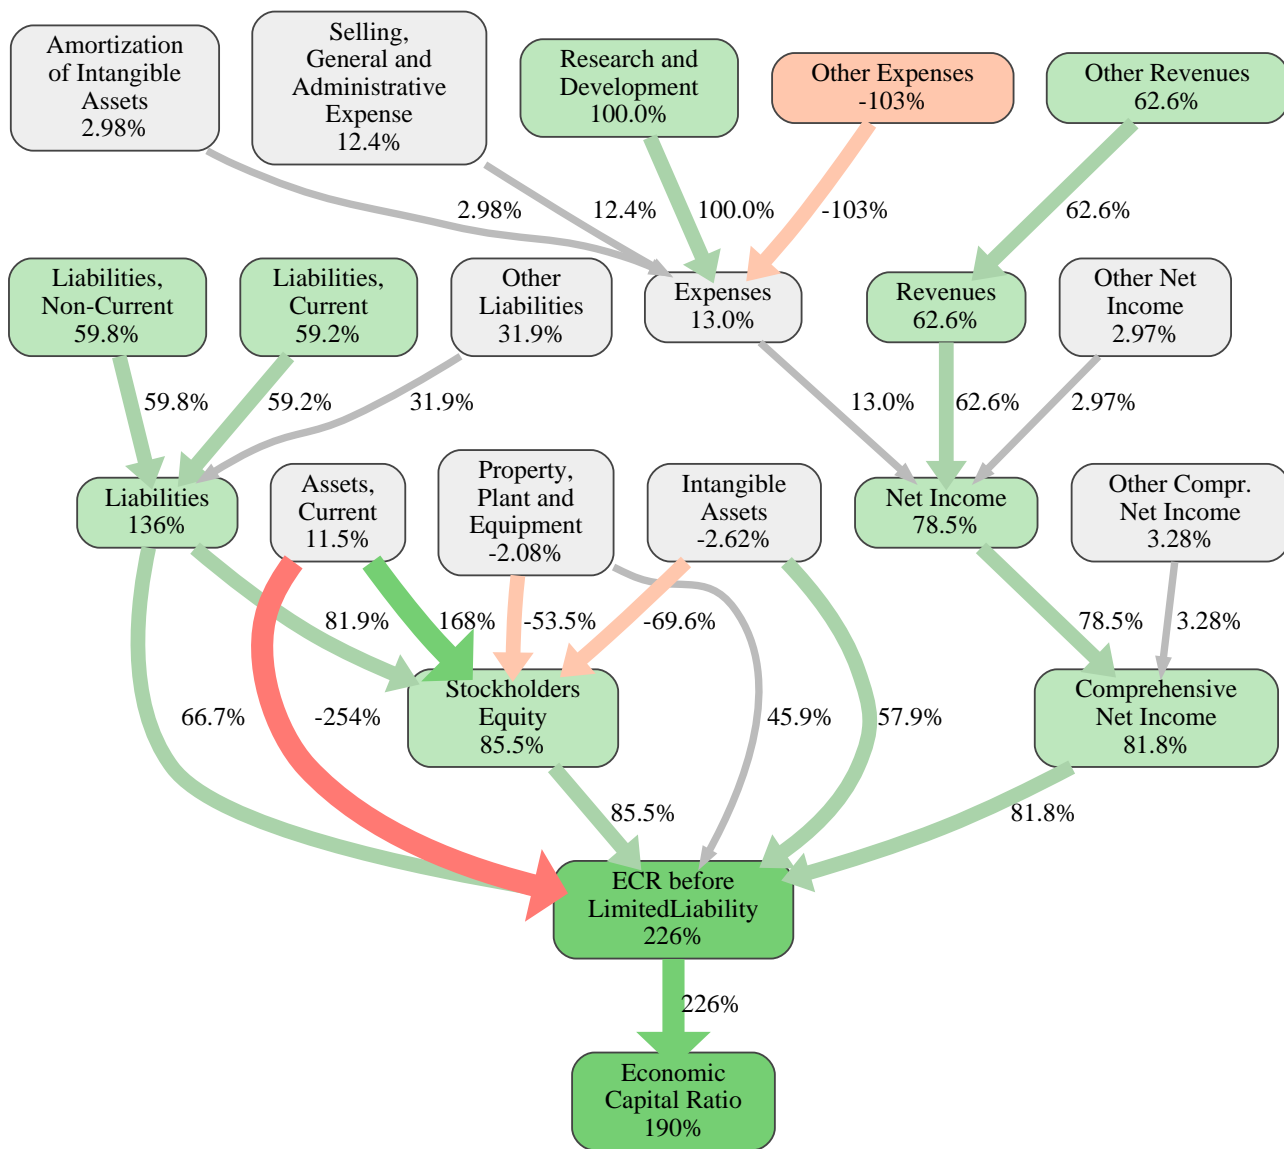 Amortization
of Intangible
Assets
2.98%
Selling,
General and
Administrative
Expense
12.4%
Research and
Development
100.0%
Other Expenses
-103%
Other Revenues
62.6%
2.98%
12.4%
100.0%
-103%
62.6%
Liabilities,
Non-Current
59.8%
Liabilities,
Current
59.2%
Other
Liabilities
31.9%
Expenses
13.0%
Revenues
62.6%
Other Net
Income
2.97%
59.8%
59.2%
31.9%
13.0%
62.6%
2.97%
Liabilities
136%
Assets,
Current
11.5%
Property,
Plant and
Equipment
-2.08%
Intangible
Assets
-2.62%
Net Income
78.5%
Other Compr.
Net Income
3.28%
81.9%
168%
-53.5%
-69.6%
78.5%
3.28%
Stockholders
Equity
85.5%
Comprehensive
Net Income
81.8%
66.7%
-254%
45.9%
57.9%
85.5%
81.8%
ECR before
LimitedLiability
226%
226%
Economic
Capital Ratio
190%